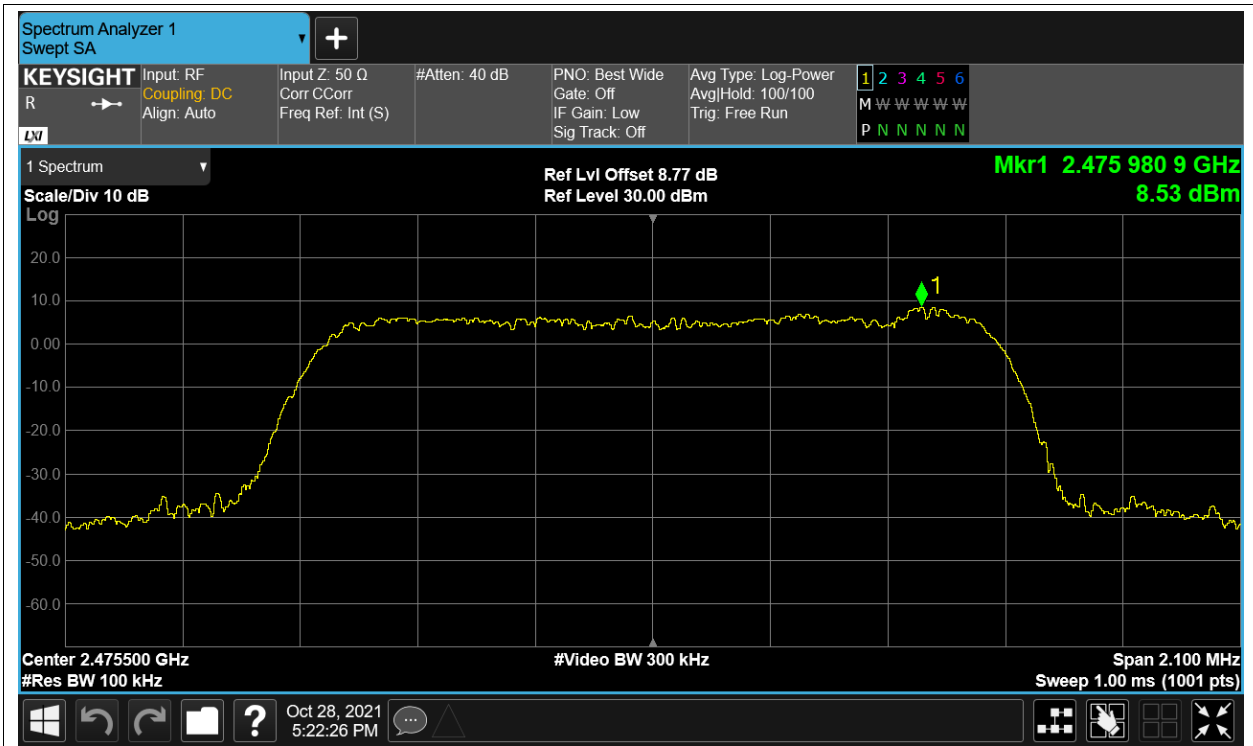 Spectrum Analyzer 1
Swept SA
KEYSIGHT
R
LXI
Input: RF
Coupling: DC
Align: Auto
Input Z: 50 Ω
Corr CCorr
Freq Ref: Int (S)
#Atten: 40 dB
PNO: Best Wide
Gate: Off
IF Gain: Low
Sig Track: Off
Avg Type: Log-Power
Avg|Hold: 100/100
Trig: Free Run
1 2 3 4 5 6
M W W W W W
P N N N N N
1 Spectrum
Scale/Div 10 dB
Log
Ref Lvl Offset 8.77 dB
Ref Level 30.00 dBm
Mkr1 2.475 980 9 GHz
8.53 dBm
20.0
10.0
1
0.00
-10.0
-20.0
-30.0
-40.0
-50.0
-60.0
Center 2.475500 GHz
#Video BW 300 kHz
Span 2.100 MHz
#Res BW 100 kHz
Sweep 1.00 ms (1001 pts)
?
Oct 28, 2021
5:22:26 PM